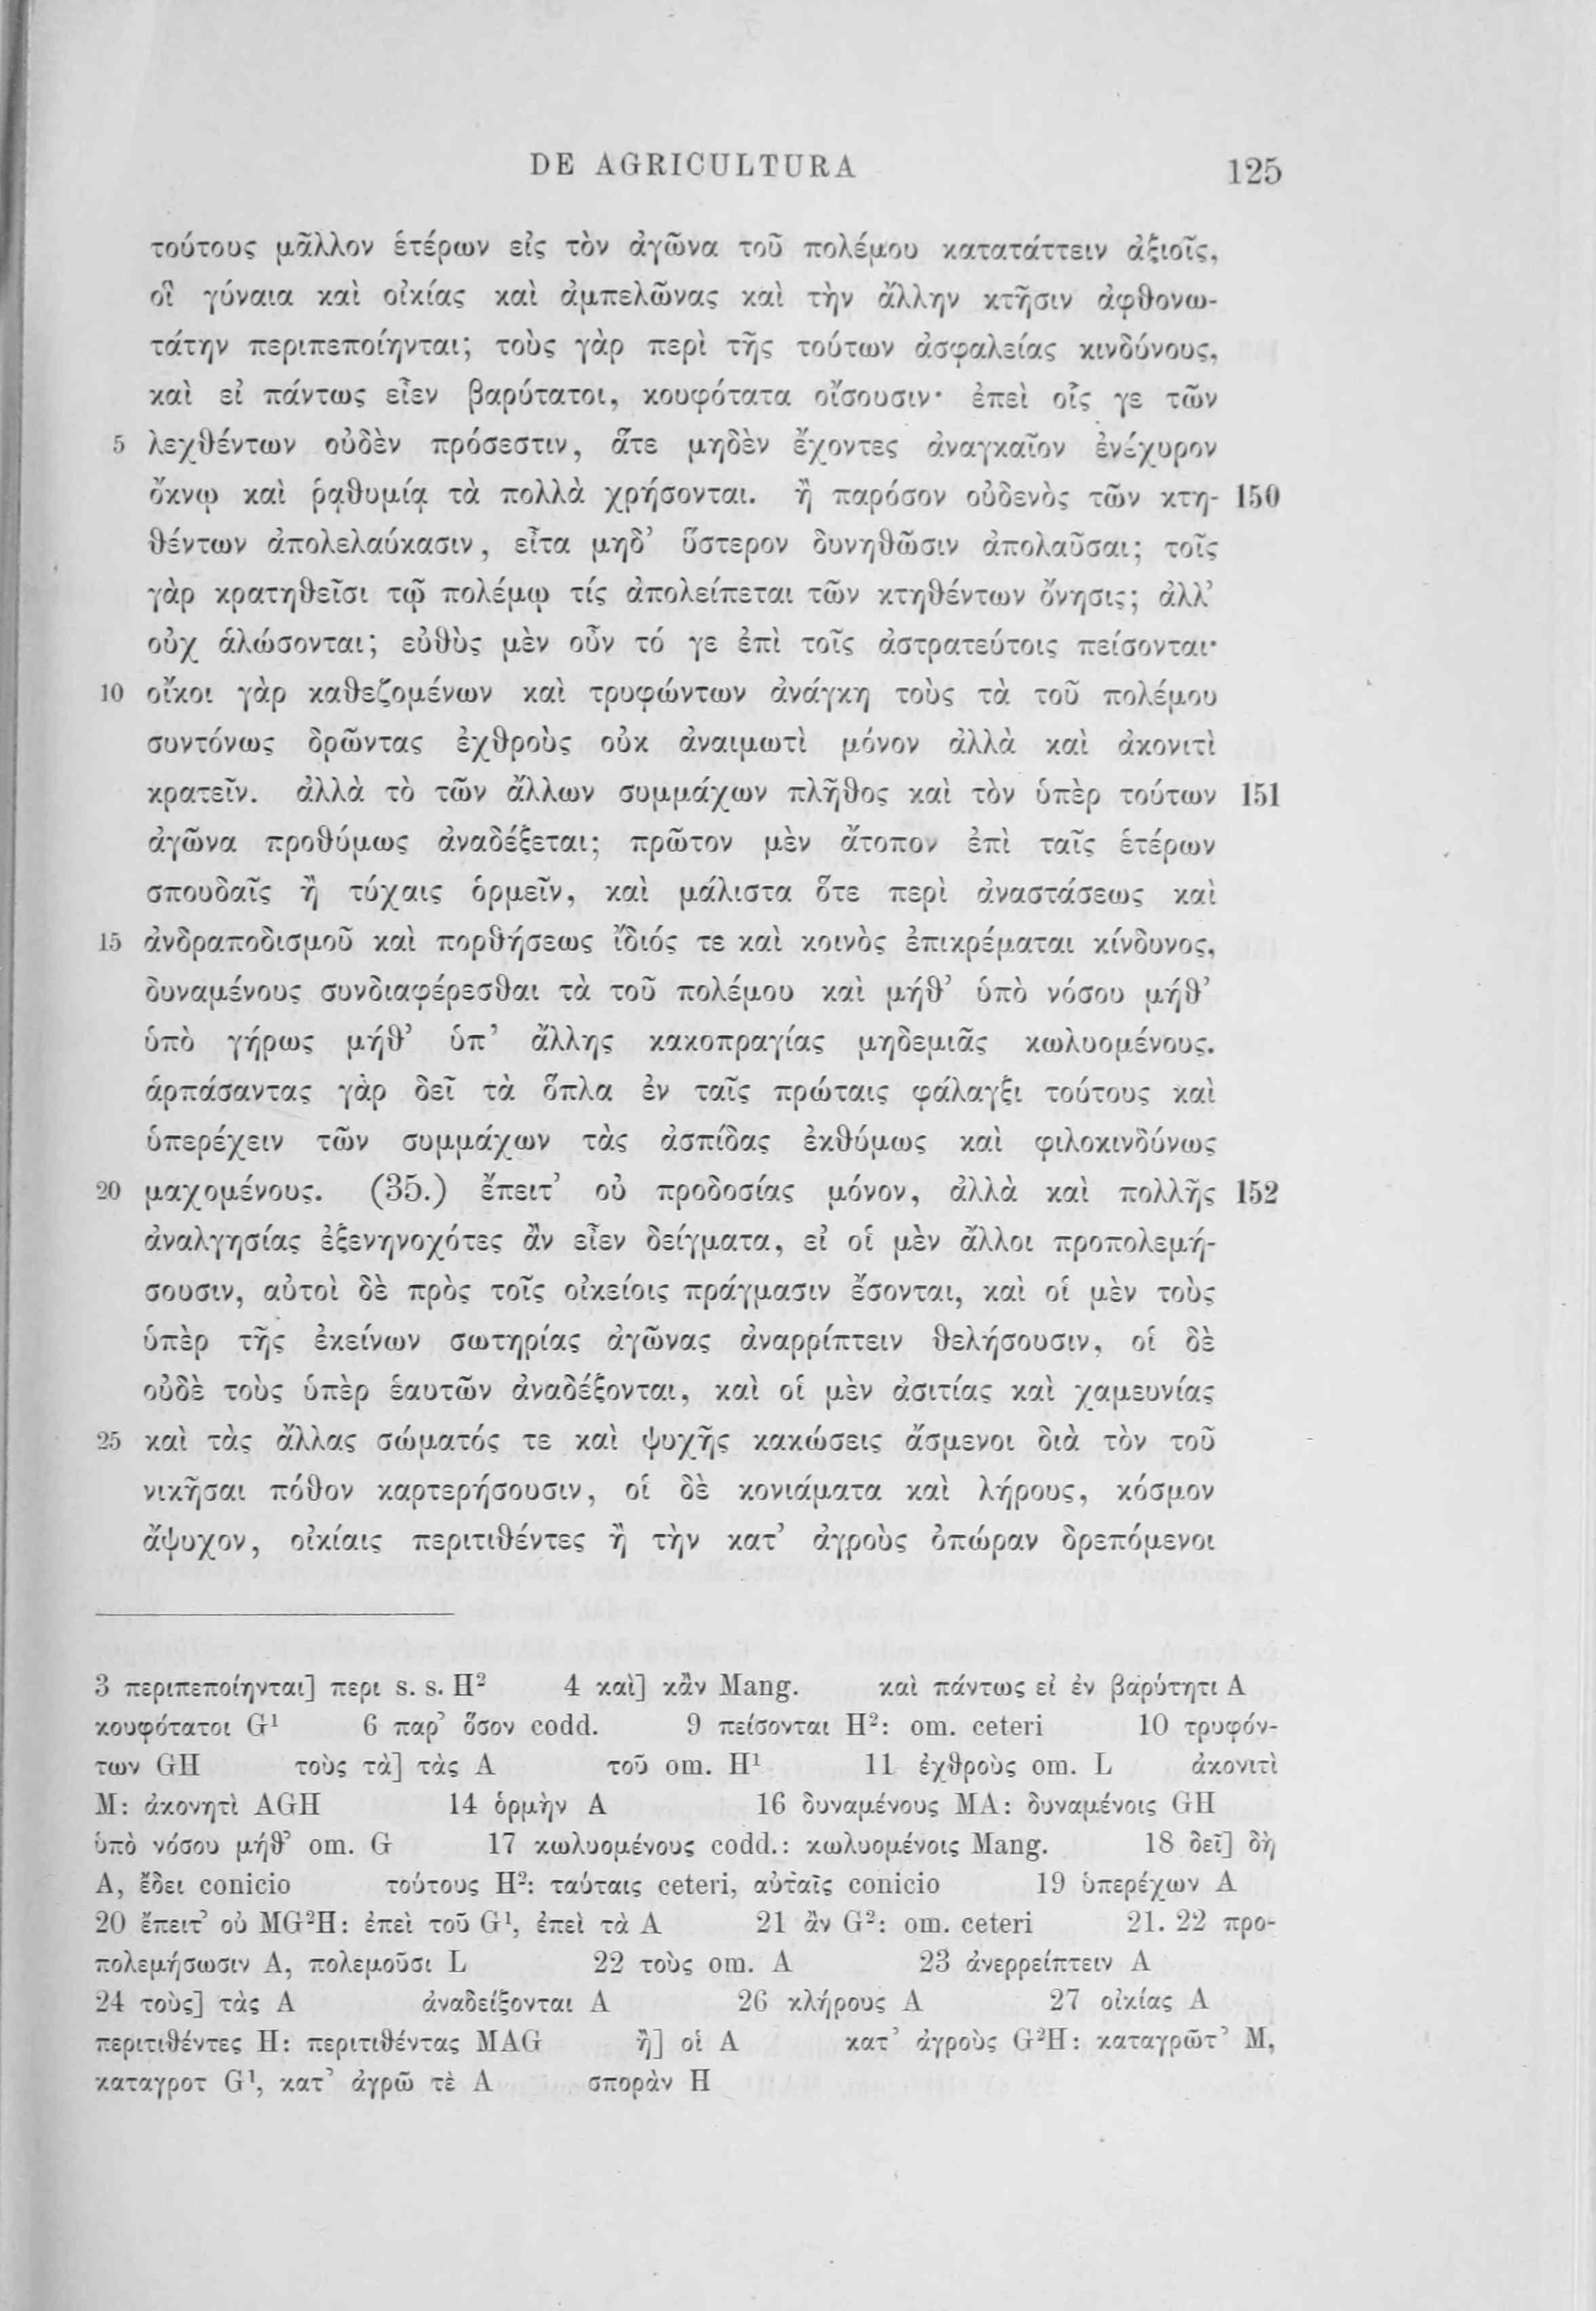 DE AGRICULTURA 125
τούτους μᾶλλον ἑτέρων εἰς τὸν ἀγῶνα τοῦ πολέμου κατατάττειν ἀξιοῖς,
οἳ γύναια καὶ οἰκίας καὶ ἀμπελῶνας καὶ τὴν ἄλλην κτῆσιν ἀφθονω-
τάτην περιπεποίηνται; τοὺς γὰρ περὶ τῆς τούτων ἀσφαλείας κινδύνους,
καὶ εἰ πάντως εἶεν βαρύτατοι, κουφότατα οἴσουσιν· ἐπεὶ οἷς γε τῶν
5 λεχθέντων οὐδὲν πρόσεστιν, ἅτε μηδὲν ἔχοντες ἀναγκαῖον ἐνέχυρον
ὄκνῳ καὶ ῥᾳθυμίᾳ τὰ πολλὰ χρήσονται. ἢ παρόσον οὐδενὸς τῶν κτη- 150
θέντων ἀπολελαύκασιν, εἶτα μηδ’ ὕστερον δυνηθῶσιν ἀπολαῦσαι; τοῖς
γὰρ κρατηθεῖσι τῷ πολέμῳ τίς ἀπολείπεται τῶν κτηθέντων ὄνησις; ἀλλ’
οὐχ ἁλώσονται; εὐθὺς μὲν οὖν τό γε ἐπὶ τοῖς ἀστρατεύτοις πείσονται·
10 οἴκοι γὰρ καθεζομένων καὶ τρυφώντων ἀνάγκη τοὺς τὰ τοῦ πολέμου
συντόνως δρῶντας ἐχθροὺς οὐκ ἀναιμωτὶ μόνον ἀλλὰ καὶ ἀκονιτὶ
κρατεῖν. ἀλλὰ τὸ τῶν ἄλλων συμμάχων πλῆθος καὶ τὸν ὑπὲρ τούτων 151
ἀγῶνα προθύμως ἀναδέξεται; πρῶτον μὲν ἄτοπον ἐπὶ ταῖς ἑτέρων
σπουδαῖς ἢ τύχαις ὁρμεῖν, καὶ μάλιστα ὅτε περὶ ἀναστάσεως καὶ
15 ἀνδραποδισμοῦ καὶ πορθήσεως ἴδιός τε καὶ κοινὸς ἐπικρέμαται κίνδυνος,
δυναμένους συνδιαφέρεσθαι τὰ τοῦ πολέμου καὶ μήθ’ ὑπὸ νόσου μήθ’
ὑπὸ γήρως μήθ’ ὑπ’ ἄλλης κακοπραγίας μηδεμιᾶς κωλυομένους.
ἁρπάσαντας γὰρ δεῖ τὰ ὅπλα ἐν ταῖς πρώταις φάλαγξι τούτους καὶ
ὑπερέχειν τῶν συμμάχων τὰς ἀσπίδας ἐκθύμως καὶ φιλοκινδύνως
20 μαχομένους. (35.) ἔπειτ’ οὐ προδοσίας μόνον, ἀλλὰ καὶ πολλῆς 152
ἀναλγησίας ἐξενηνοχότες ἂν εἶεν δείγματα, εἰ οἱ μὲν ἄλλοι προπολεμή-
σουσιν, αὐτοὶ δὲ πρὸς τοῖς οἰκείοις πράγμασιν ἔσονται, καὶ οἱ μὲν τοὺς
ὑπὲρ τῆς ἐκείνων σωτηρίας ἀγῶνας ἀναρρίπτειν θελήσουσιν, οἱ δὲ
οὐδὲ τοὺς ὑπὲρ ἑαυτῶν ἀναδέξονται, καὶ οἱ μὲν ἀσιτίας καὶ χαμευνίας
25 καὶ τὰς ἄλλας σώματός τε καὶ ψυχῆς κακώσεις ἄσμενοι διὰ τὸν τοῦ
νικῆσαι πόθον καρτερήσουσιν, οἱ δὲ κονιάματα καὶ λήρους, κόσμον
ἄψυχον, οἰκίαις περιτιθέντες ἢ τὴν κατ’ ἀγροὺς ὀπώραν δρεπόμενοι
3 περιπεποίηνται] περι s. s. H² 4 καὶ] κἂν Mang. καὶ πάντως εἰ ἐν βαρύτητι A
κουφότατοι G¹ 6 παρ’ ὅσον codd. 9 πείσονται H²: om. ceteri 10 τρυφόν-
των GH τοὺς τὰ] τὰς A τοῦ om. H¹ 11 ἐχθροὺς om. L ἀκονιτὶ
M: ἀκονητὶ AGH 14 ὁρμὴν A 16 δυναμένους MA: δυναμένοις GH
ὑπὸ νόσου μήθ’ om. G 17 κωλυομένους codd.: κωλυομένοις Mang. 18 δεῖ] δὴ
A, ἔδει conicio τούτους H²: ταύταις ceteri, αὐταῖς conicio 19 ὑπερέχων A
20 ἔπειτ’ οὐ MG²H: ἐπεὶ τοῦ G¹, ἐπεὶ τὰ A 21 ἂν G²: om. ceteri 21. 22 προ-
πολεμήσωσιν A, πολεμοῦσι L 22 τοὺς om. A 23 ἀνερρείπτειν A
24 τοὺς] τὰς A ἀναδείξονται A 26 κλήρους A 27 οἰκίας A
περιτιθέντες H: περιτιθέντας MAG ἢ] οἱ A κατ’ ἀγροὺς G²H: καταγρῶτ’ M,
καταγροτ G¹, κατ’ ἀγρῶ τὲ A σπορὰν H